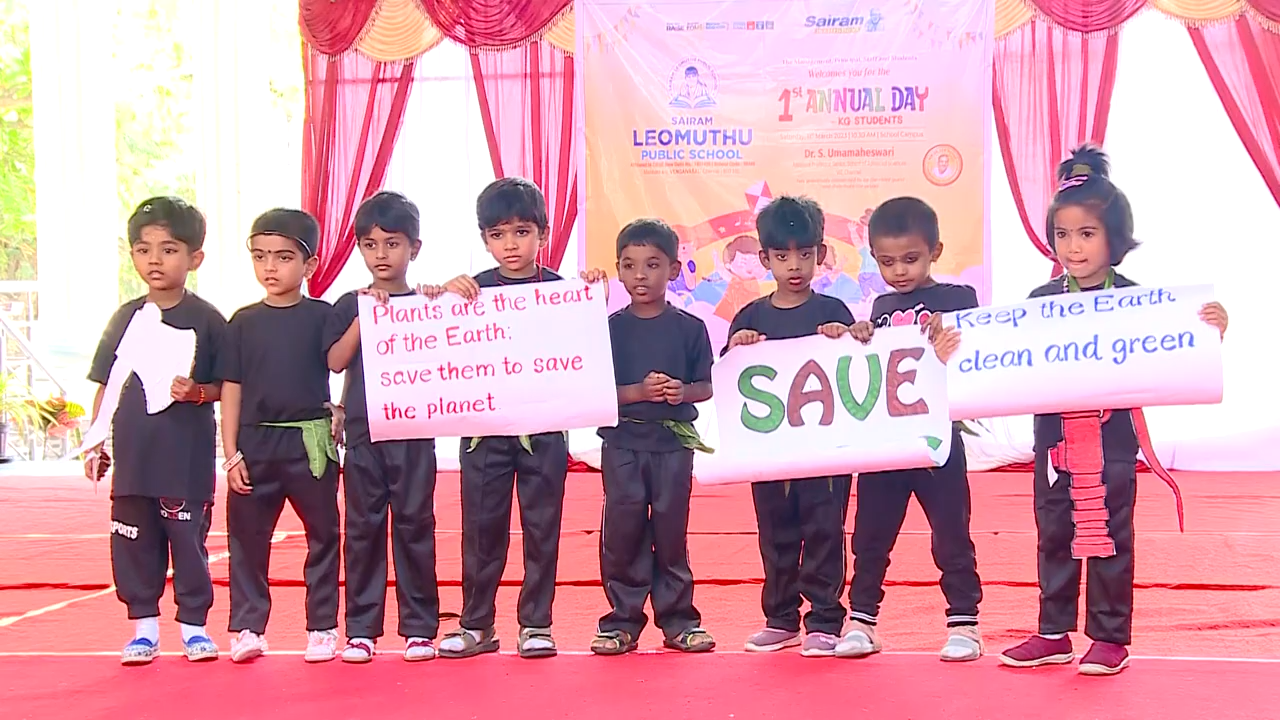 Sairam
Welcomes you for the
1st ANNUAL DAY
KG STUDENTS
SAIRAM
LEOMUTHU
PUBLIC SCHOOL
Dr. S. Umamaheswari
Plants are the heart
of the Earth;
save them to save
the planet.
SAVE
Keep the Earth
clean and green
SPORTS